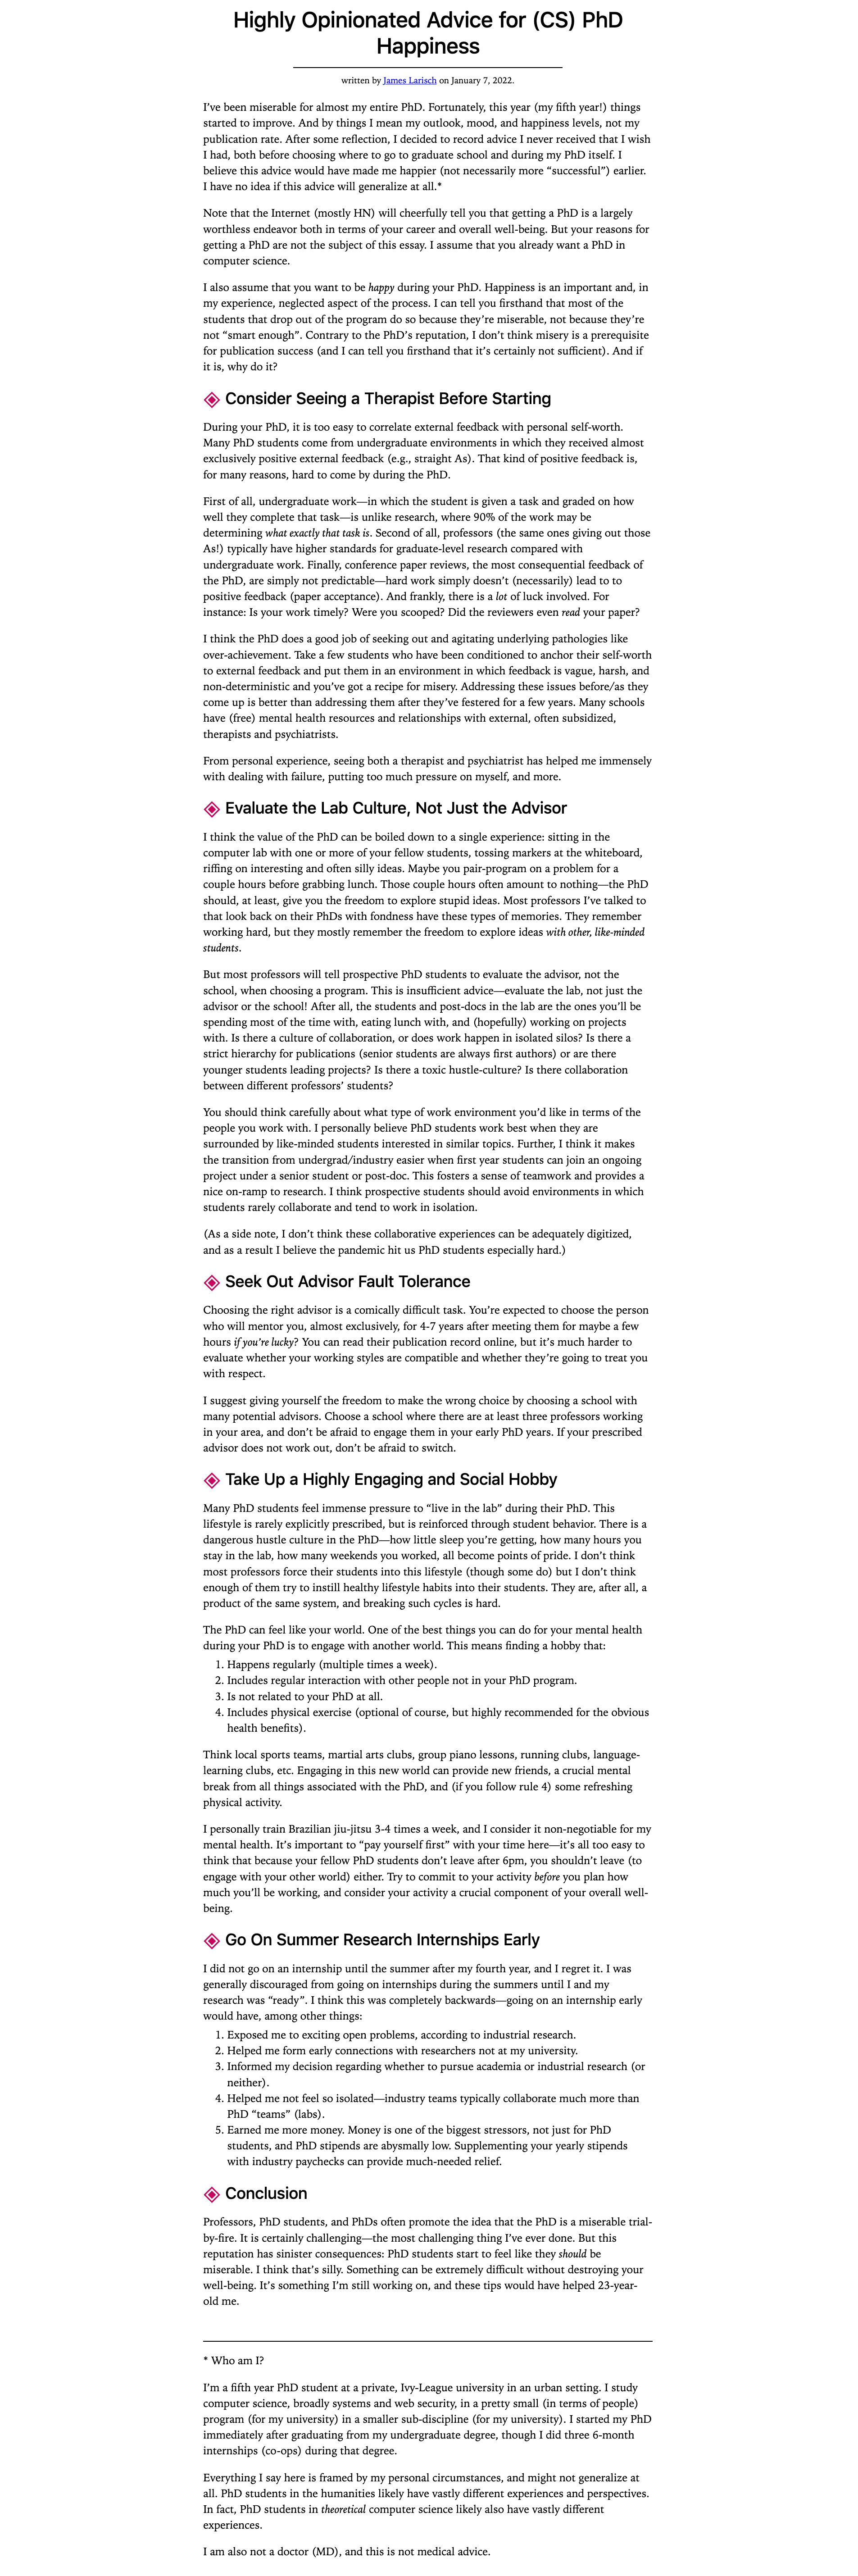 Highly Opinionated Advice for (CS) PhD
Happiness
written by James Larisch on January 7, 2022.
I’ve been miserable for almost my entire PhD. Fortunately, this year (my fifth year!) things
started to improve. And by things I mean my outlook, mood, and happiness levels, not my
publication rate. After some reflection, I decided to record advice I never received that I wish
I had, both before choosing where to go to graduate school and during my PhD itself. I
believe this advice would have made me happier (not necessarily more “successful”) earlier.
I have no idea if this advice will generalize at all.*
Note that the Internet (mostly HN) will cheerfully tell you that getting a PhD is a largely
worthless endeavor both in terms of your career and overall well-being. But your reasons for
getting a PhD are not the subject of this essay. I assume that you already want a PhD in
computer science.
I also assume that you want to be happy during your PhD. Happiness is an important and, in
my experience, neglected aspect of the process. I can tell you firsthand that most of the
students that drop out of the program do so because they’re miserable, not because they’re
not “smart enough”. Contrary to the PhD’s reputation, I don’t think misery is a prerequisite
for publication success (and I can tell you firsthand that it’s certainly not sufficient). And if
it is, why do it?
Consider Seeing a Therapist Before Starting
During your PhD, it is too easy to correlate external feedback with personal self-worth.
Many PhD students come from undergraduate environments in which they received almost
exclusively positive external feedback (e.g., straight As). That kind of positive feedback is,
for many reasons, hard to come by during the PhD.
First of all, undergraduate work—in which the student is given a task and graded on how
well they complete that task—is unlike research, where 90% of the work may be
determining what exactly that task is. Second of all, professors (the same ones giving out those
As!) typically have higher standards for graduate-level research compared with
undergraduate work. Finally, conference paper reviews, the most consequential feedback of
the PhD, are simply not predictable—hard work simply doesn’t (necessarily) lead to to
positive feedback (paper acceptance). And frankly, there is a lot of luck involved. For
instance: Is your work timely? Were you scooped? Did the reviewers even read your paper?
I think the PhD does a good job of seeking out and agitating underlying pathologies like
over-achievement. Take a few students who have been conditioned to anchor their self-worth
to external feedback and put them in an environment in which feedback is vague, harsh, and
non-deterministic and you’ve got a recipe for misery. Addressing these issues before/as they
come up is better than addressing them after they’ve festered for a few years. Many schools
have (free) mental health resources and relationships with external, often subsidized,
therapists and psychiatrists.
From personal experience, seeing both a therapist and psychiatrist has helped me immensely
with dealing with failure, putting too much pressure on myself, and more.
Evaluate the Lab Culture, Not Just the Advisor
I think the value of the PhD can be boiled down to a single experience: sitting in the
computer lab with one or more of your fellow students, tossing markers at the whiteboard,
riffing on interesting and often silly ideas. Maybe you pair-program on a problem for a
couple hours before grabbing lunch. Those couple hours often amount to nothing—the PhD
should, at least, give you the freedom to explore stupid ideas. Most professors I’ve talked to
that look back on their PhDs with fondness have these types of memories. They remember
working hard, but they mostly remember the freedom to explore ideas with other, like-minded
students.
But most professors will tell prospective PhD students to evaluate the advisor, not the
school, when choosing a program. This is insufficient advice—evaluate the lab, not just the
advisor or the school! After all, the students and post-docs in the lab are the ones you’ll be
spending most of the time with, eating lunch with, and (hopefully) working on projects
with. Is there a culture of collaboration, or does work happen in isolated silos? Is there a
strict hierarchy for publications (senior students are always first authors) or are there
younger students leading projects? Is there a toxic hustle-culture? Is there collaboration
between different professors’ students?
You should think carefully about what type of work environment you’d like in terms of the
people you work with. I personally believe PhD students work best when they are
surrounded by like-minded students interested in similar topics. Further, I think it makes
the transition from undergrad/industry easier when first year students can join an ongoing
project under a senior student or post-doc. This fosters a sense of teamwork and provides a
nice on-ramp to research. I think prospective students should avoid environments in which
students rarely collaborate and tend to work in isolation.
(As a side note, I don’t think these collaborative experiences can be adequately digitized,
and as a result I believe the pandemic hit us PhD students especially hard.)
Seek Out Advisor Fault Tolerance
Choosing the right advisor is a comically difficult task. You’re expected to choose the person
who will mentor you, almost exclusively, for 4-7 years after meeting them for maybe a few
hours if you’re lucky? You can read their publication record online, but it’s much harder to
evaluate whether your working styles are compatible and whether they’re going to treat you
with respect.
I suggest giving yourself the freedom to make the wrong choice by choosing a school with
many potential advisors. Choose a school where there are at least three professors working
in your area, and don’t be afraid to engage them in your early PhD years. If your prescribed
advisor does not work out, don’t be afraid to switch.
Take Up a Highly Engaging and Social Hobby
Many PhD students feel immense pressure to “live in the lab” during their PhD. This
lifestyle is rarely explicitly prescribed, but is reinforced through student behavior. There is a
dangerous hustle culture in the PhD—how little sleep you’re getting, how many hours you
stay in the lab, how many weekends you worked, all become points of pride. I don’t think
most professors force their students into this lifestyle (though some do) but I don’t think
enough of them try to instill healthy lifestyle habits into their students. They are, after all, a
product of the same system, and breaking such cycles is hard.
The PhD can feel like your world. One of the best things you can do for your mental health
during your PhD is to engage with another world. This means finding a hobby that:
1. Happens regularly (multiple times a week).
2. Includes regular interaction with other people not in your PhD program.
3. Is not related to your PhD at all.
4. Includes physical exercise (optional of course, but highly recommended for the obvious
health benefits).
Think local sports teams, martial arts clubs, group piano lessons, running clubs, language-
learning clubs, etc. Engaging in this new world can provide new friends, a crucial mental
break from all things associated with the PhD, and (if you follow rule 4) some refreshing
physical activity.
I personally train Brazilian jiu-jitsu 3-4 times a week, and I consider it non-negotiable for my
mental health. It’s important to “pay yourself first” with your time here—it’s all too easy to
think that because your fellow PhD students don’t leave after 6pm, you shouldn’t leave (to
engage with your other world) either. Try to commit to your activity before you plan how
much you’ll be working, and consider your activity a crucial component of your overall well-
being.
Go On Summer Research Internships Early
I did not go on an internship until the summer after my fourth year, and I regret it. I was
generally discouraged from going on internships during the summers until I and my
research was “ready”. I think this was completely backwards—going on an internship early
would have, among other things:
1. Exposed me to exciting open problems, according to industrial research.
2. Helped me form early connections with researchers not at my university.
3. Informed my decision regarding whether to pursue academia or industrial research (or
neither).
4. Helped me not feel so isolated—industry teams typically collaborate much more than
PhD “teams” (labs).
5. Earned me more money. Money is one of the biggest stressors, not just for PhD
students, and PhD stipends are abysmally low. Supplementing your yearly stipends
with industry paychecks can provide much-needed relief.
Conclusion
Professors, PhD students, and PhDs often promote the idea that the PhD is a miserable trial-
by-fire. It is certainly challenging—the most challenging thing I’ve ever done. But this
reputation has sinister consequences: PhD students start to feel like they should be
miserable. I think that’s silly. Something can be extremely difficult without destroying your
well-being. It’s something I’m still working on, and these tips would have helped 23-year-
old me.
* Who am I?
I’m a fifth year PhD student at a private, Ivy-League university in an urban setting. I study
computer science, broadly systems and web security, in a pretty small (in terms of people)
program (for my university) in a smaller sub-discipline (for my university). I started my PhD
immediately after graduating from my undergraduate degree, though I did three 6-month
internships (co-ops) during that degree.
Everything I say here is framed by my personal circumstances, and might not generalize at
all. PhD students in the humanities likely have vastly different experiences and perspectives.
In fact, PhD students in theoretical computer science likely also have vastly different
experiences.
I am also not a doctor (MD), and this is not medical advice.